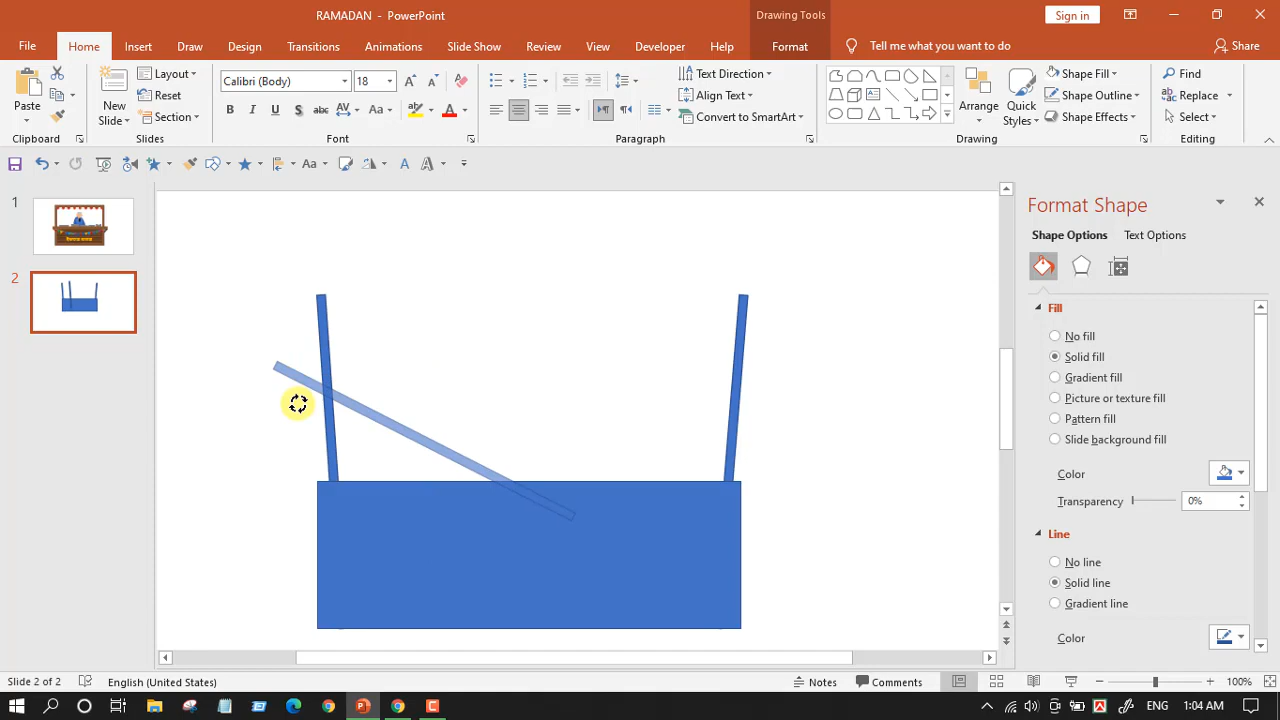 RAMADAN - PowerPoint
Drawing Tools
Sign in
File
Home
Insert
Draw
Design
Transitions
Animations
Slide Show
Review
View
Developer
Help
Format
Tell me what you want to do
Share
Paste
New Slide
Layout
Reset
Section
Calibri (Body)
18
Text Direction
Align Text
Convert to SmartArt
Arrange
Quick Styles
Shape Fill
Shape Outline
Shape Effects
Find
Replace
Select
Clipboard
Slides
Font
Paragraph
Drawing
Editing
1
2
Format Shape
Shape Options
Text Options
Fill
No fill
Solid fill
Gradient fill
Picture or texture fill
Pattern fill
Slide background fill
Color
Transparency
0%
Line
No line
Solid line
Gradient line
Color
Slide 2 of 2
English (United States)
Notes
Comments
100%
ENG
1:04 AM